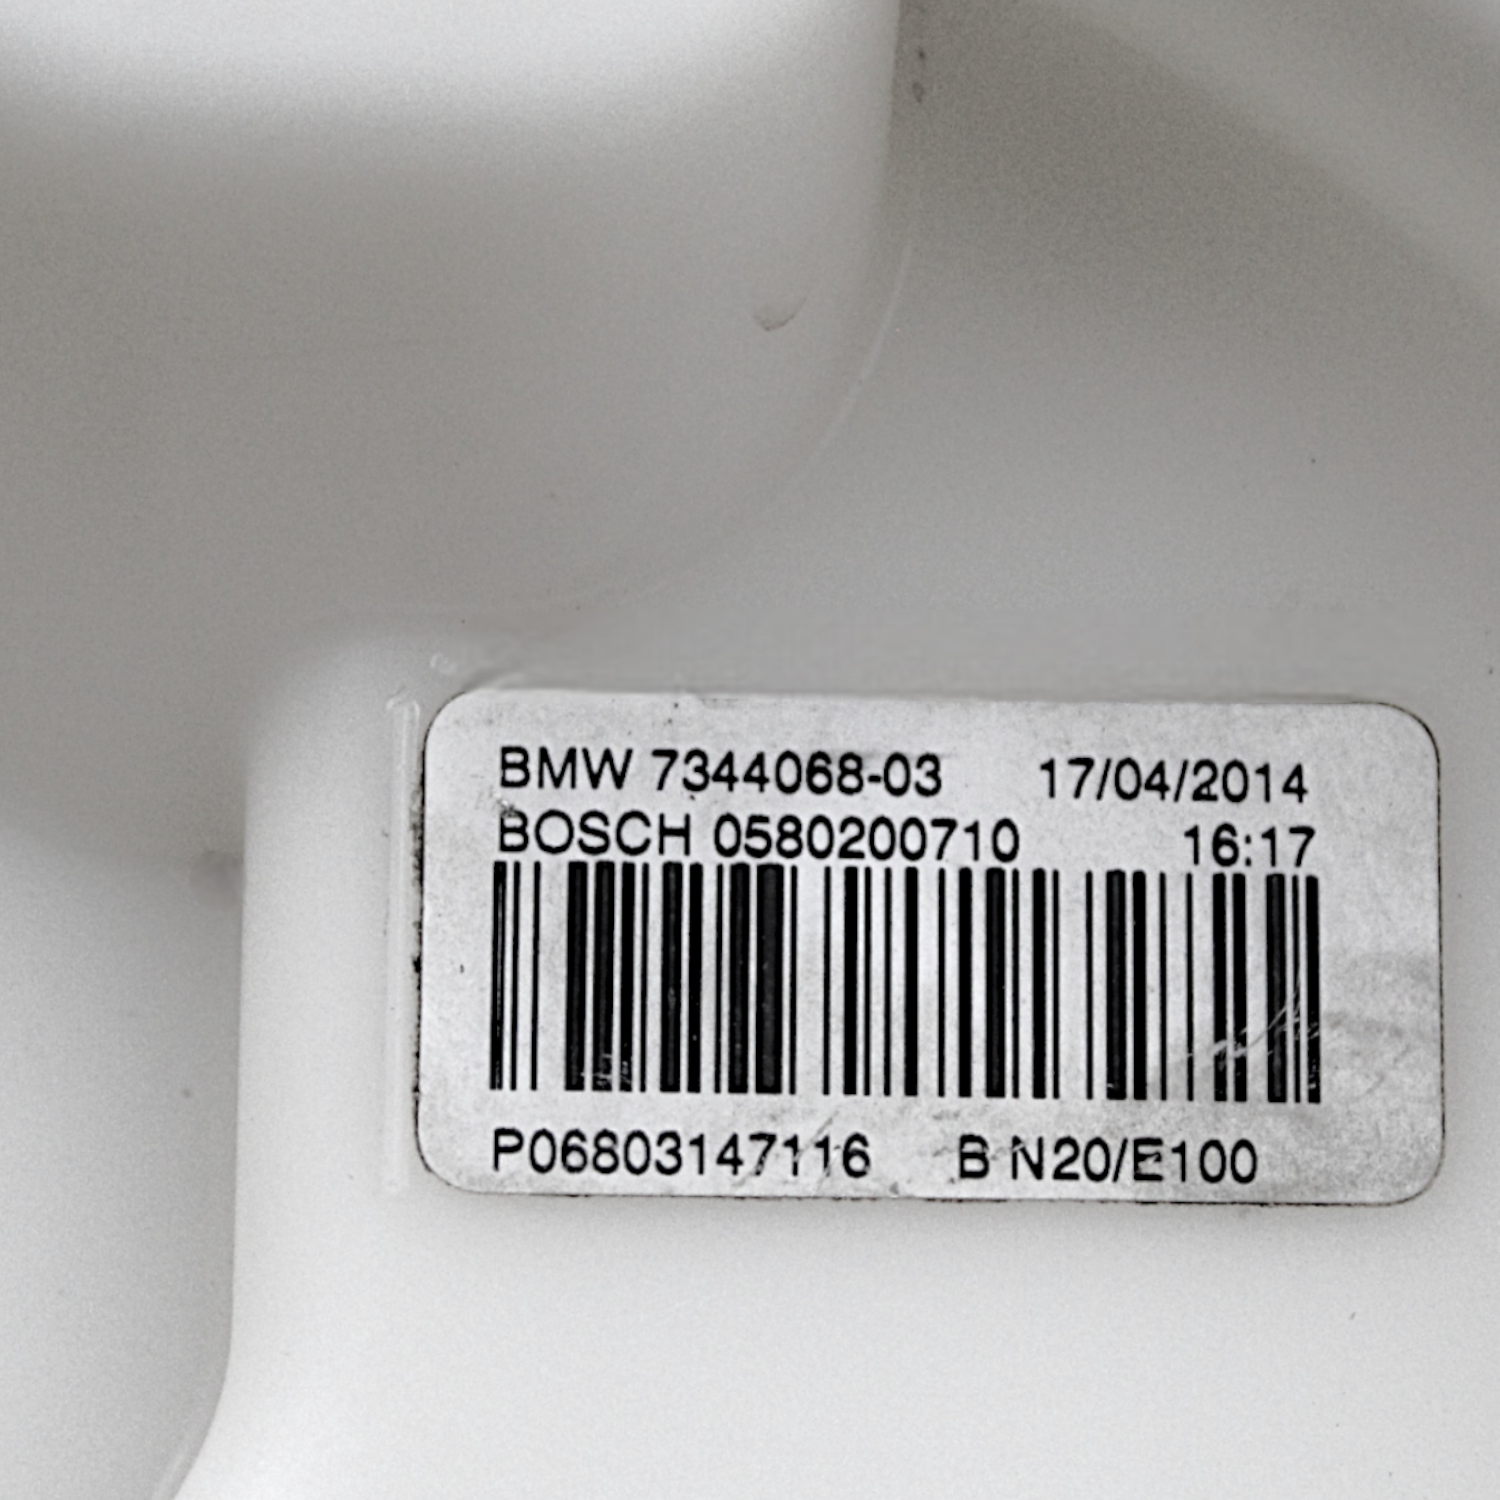 BMW 7344068-03 17/04/2014
BOSCH 0580200710 16:17
P06803147116 B N20/E100